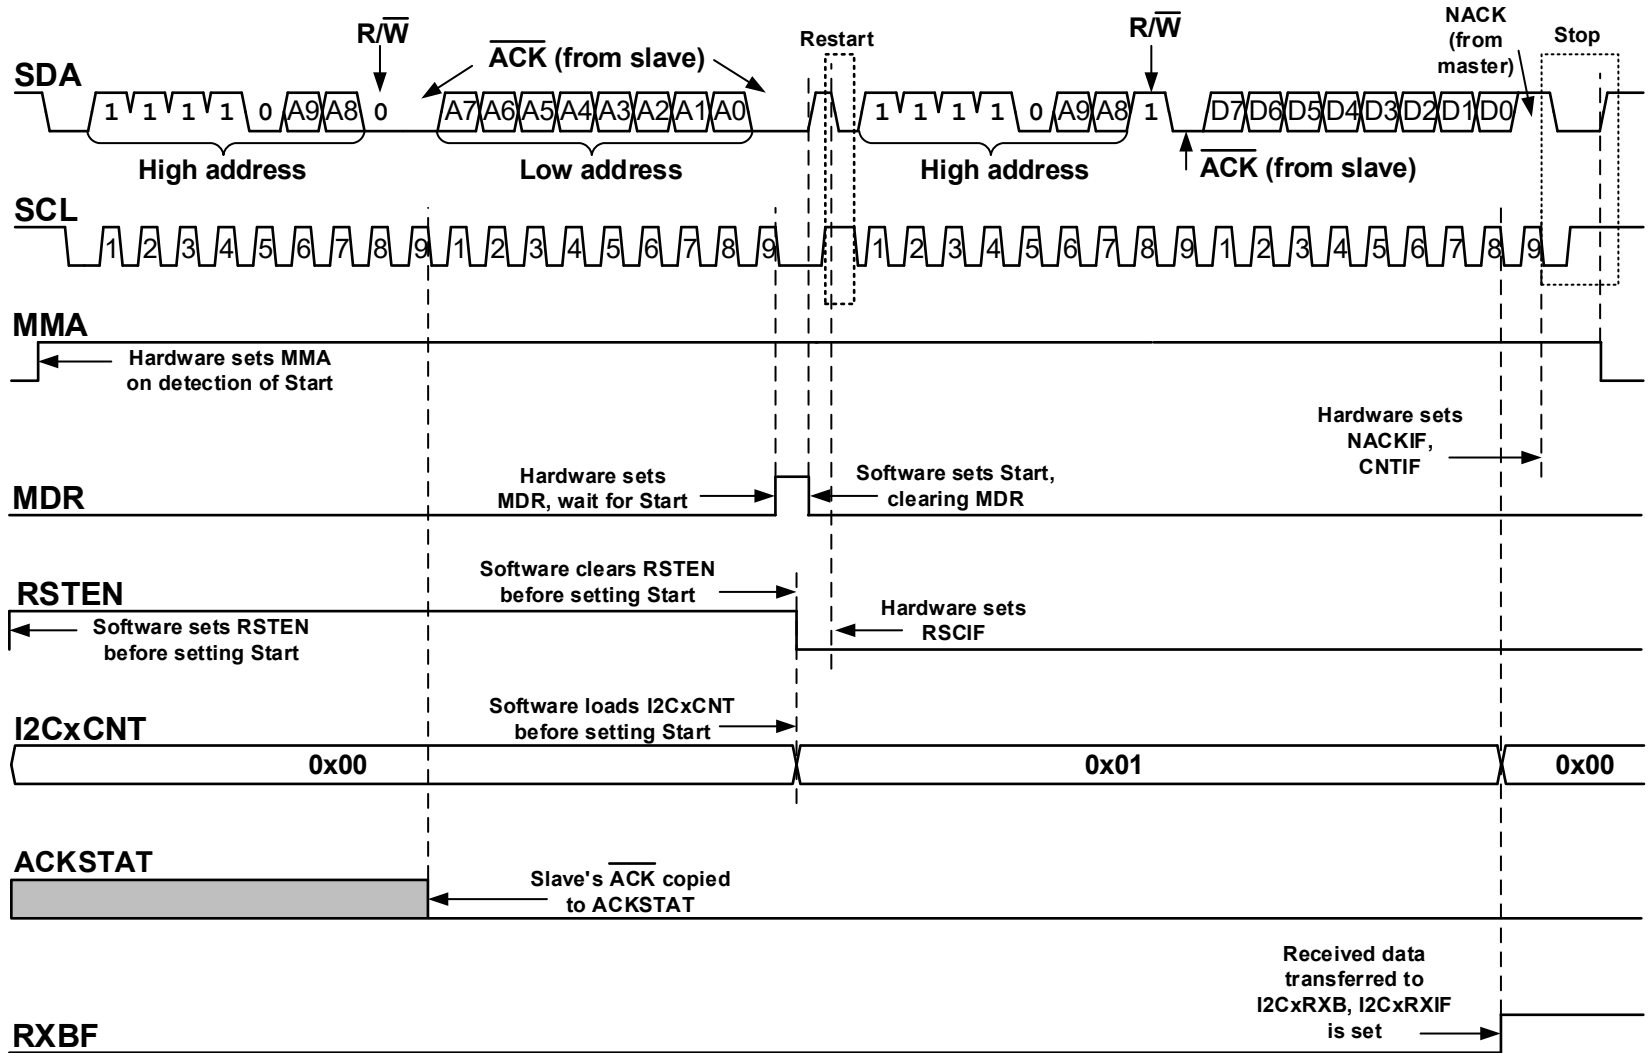 R/W
ACK (from slave)
Restart
R/W
NACK
(from
master)
Stop
SDA
1 1 1 1 0 A9 A8 0 A7 A6 A5 A4 A3 A2 A1 A0 1 1 1 1 0 A9 A8 1 D7 D6 D5 D4 D3 D2 D1 D0
High address
Low address
High address
ACK (from slave)
SCL
1 2 3 4 5 6 7 8 9 1 2 3 4 5 6 7 8 9 1 2 3 4 5 6 7 8 9 1 2 3 4 5 6 7 8 9
MMA
Hardware sets MMA
on detection of Start
Hardware sets
NACKIF,
CNTIF
MDR
Hardware sets
MDR, wait for Start
Software sets Start,
clearing MDR
RSTEN
Software sets RSTEN
before setting Start
Software clears RSTEN
before setting Start
Hardware sets
RSCIF
I2CxCNT
Software loads I2CxCNT
before setting Start
0x00 0x01 0x00
ACKSTAT
Slave's ACK copied
to ACKSTAT
Received data
transferred to
I2CxRXB, I2CxRXIF
is set
RXBF